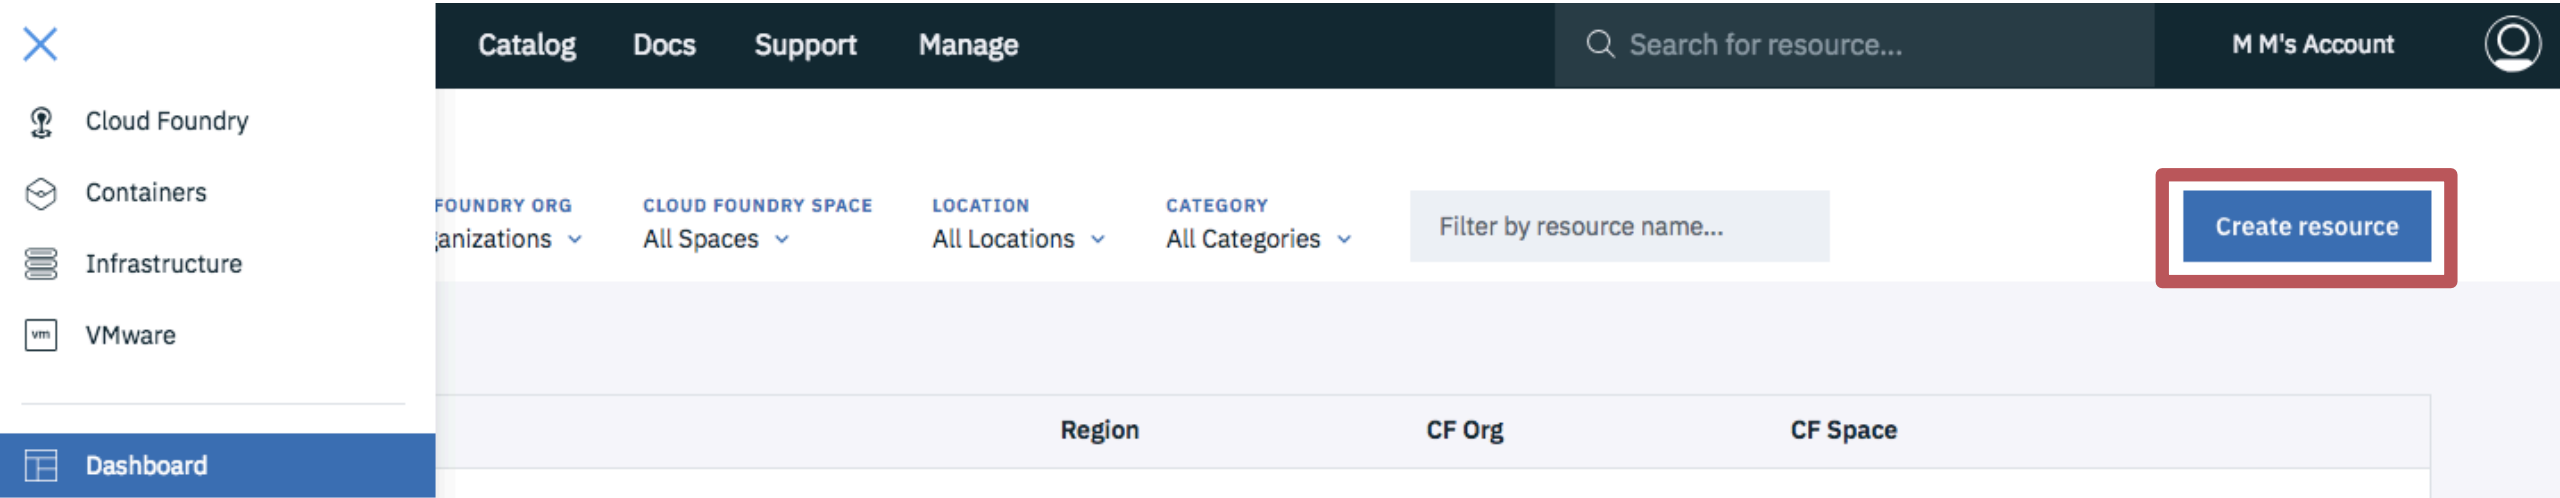 Catalog Docs Support Manage Search for resource... M M's Account
Cloud Foundry
Containers
Infrastructure
vm VMware
Dashboard
FOUNDRY ORG CLOUD FOUNDRY SPACE LOCATION CATEGORY
anizations All Spaces All Locations All Categories
Filter by resource name...
Create resource
Region CF Org CF Space